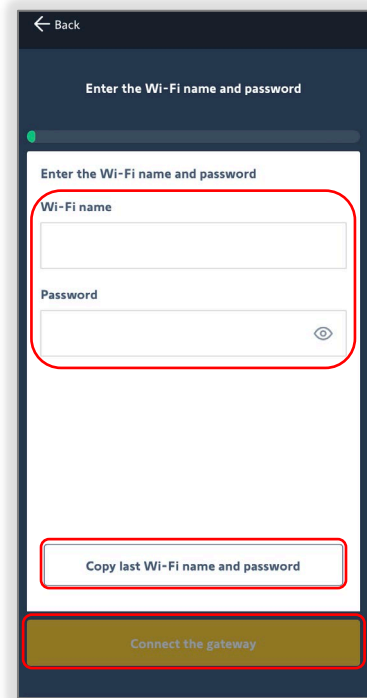 Back
Enter the Wi-Fi name and password
Enter the Wi-Fi name and password
Wi-Fi name
Password
Copy last Wi-Fi name and password
Connect the gateway